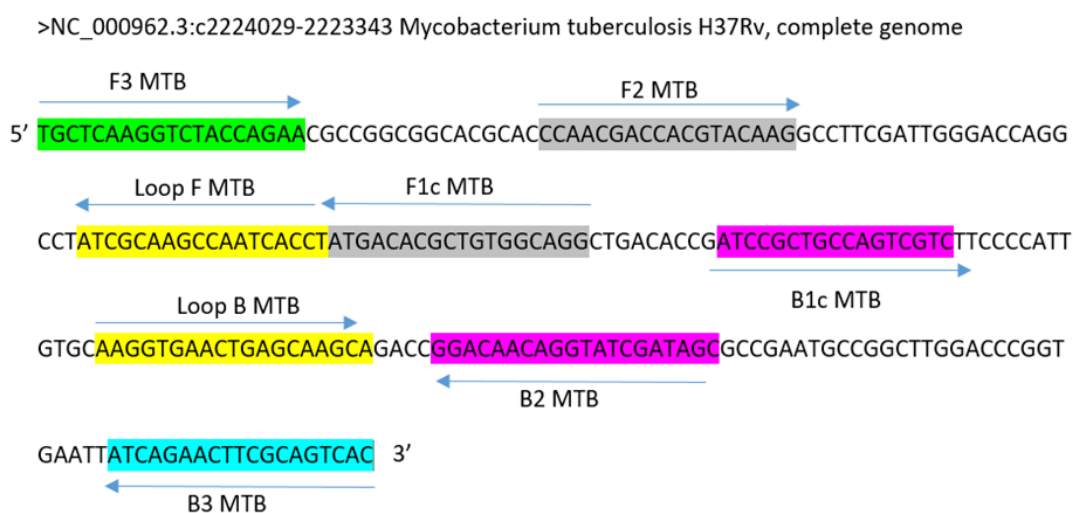 >NC_000962.3:c2224029-2223343 Mycobacterium tuberculosis H37Rv, complete genome
F3 MTB
F2 MTB
5’ TGCTCAAGGTCTACCAGAACGCCGGCGGCACGCACCCAACGACCACGTACAAGGCCTTCGATTGGGACCAGG
Loop F MTB
F1c MTB
CCTATCGCAAGCCAATCACCTATGACACGCTGTGGCAGGCTGACACCGATCCGCTGCCAGTCGTCTTCCCCATT
B1c MTB
Loop B MTB
GTGCAAGGTGAACTGAGCAAGCAGACCGGACAACAGGTATCGATAGCGCCGAATGCCGGCTTGGACCCGGT
B2 MTB
GAATTATCAGAACTTCGCAGTCAC 3’
B3 MTB